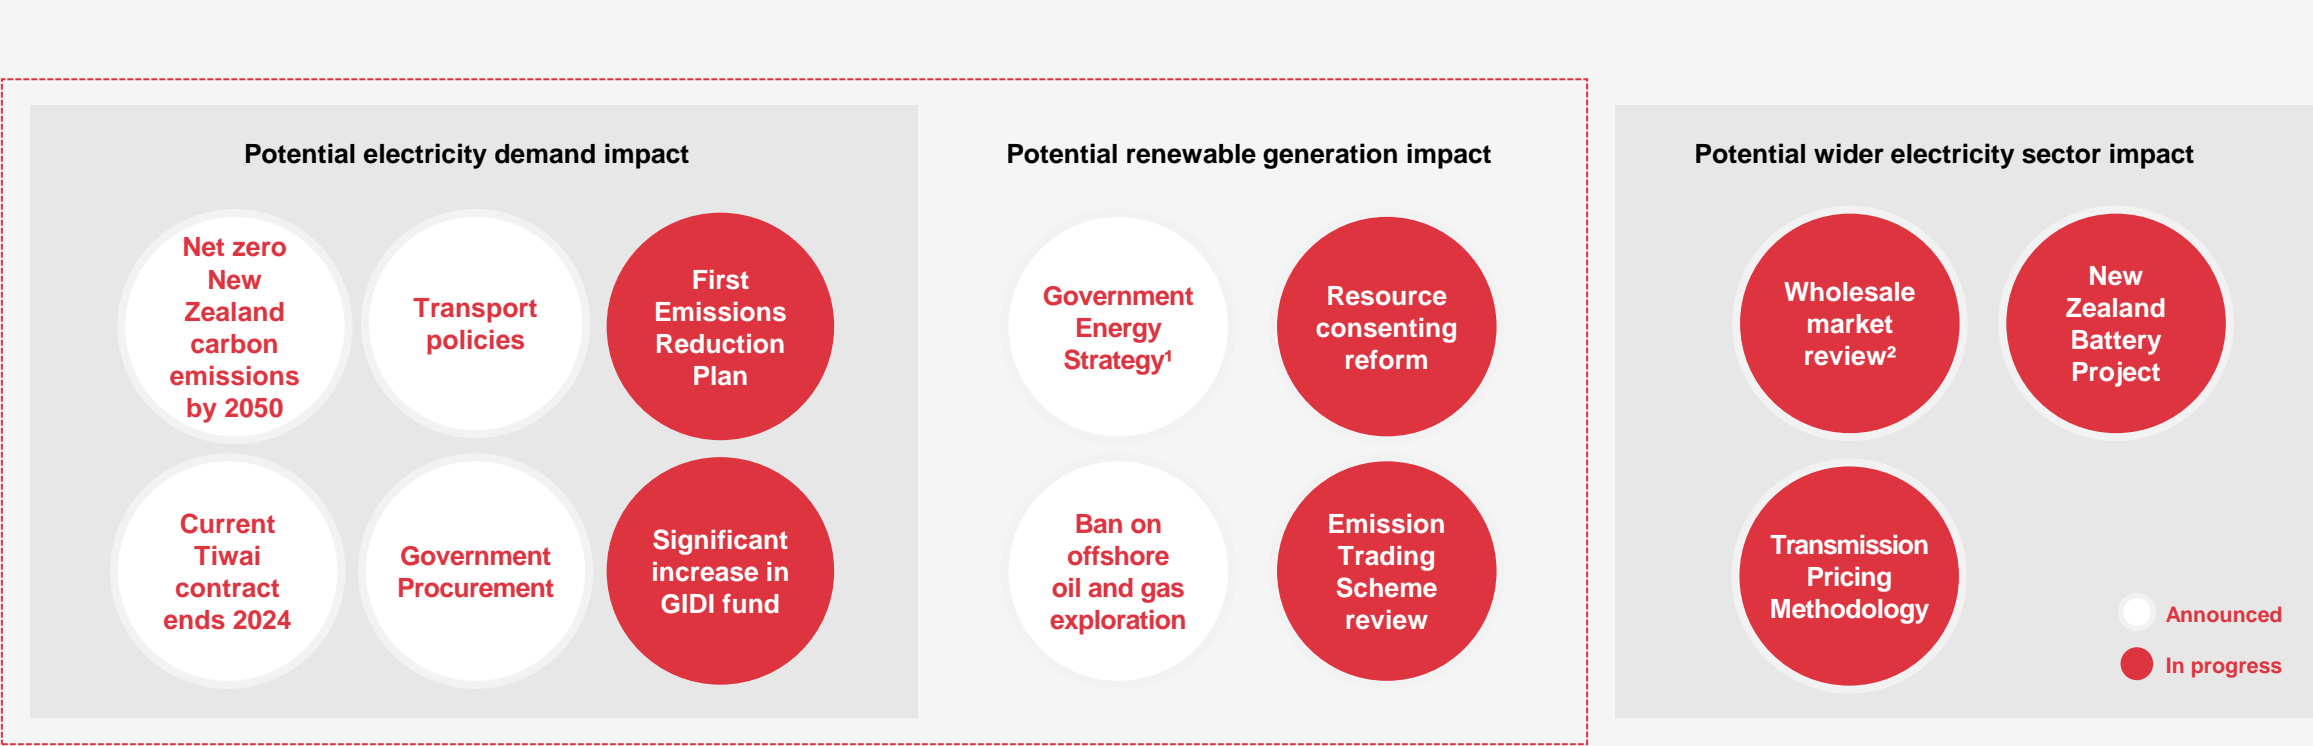 Potential electricity demand impact
Net zero
New
Zealand
carbon
emissions
by 2050
Transport
policies
First
Emissions
Reduction
Plan
Current
Tiwai
contract
ends 2024
Government
Procurement
Significant
increase in
GIDI fund
Potential renewable generation impact
Government
Energy
Strategy¹
Resource
consenting
reform
Ban on
offshore
oil and gas
exploration
Emission
Trading
Scheme
review
Potential wider electricity sector impact
Wholesale
market
review²
New
Zealand
Battery
Project
Transmission
Pricing
Methodology
Announced
In progress